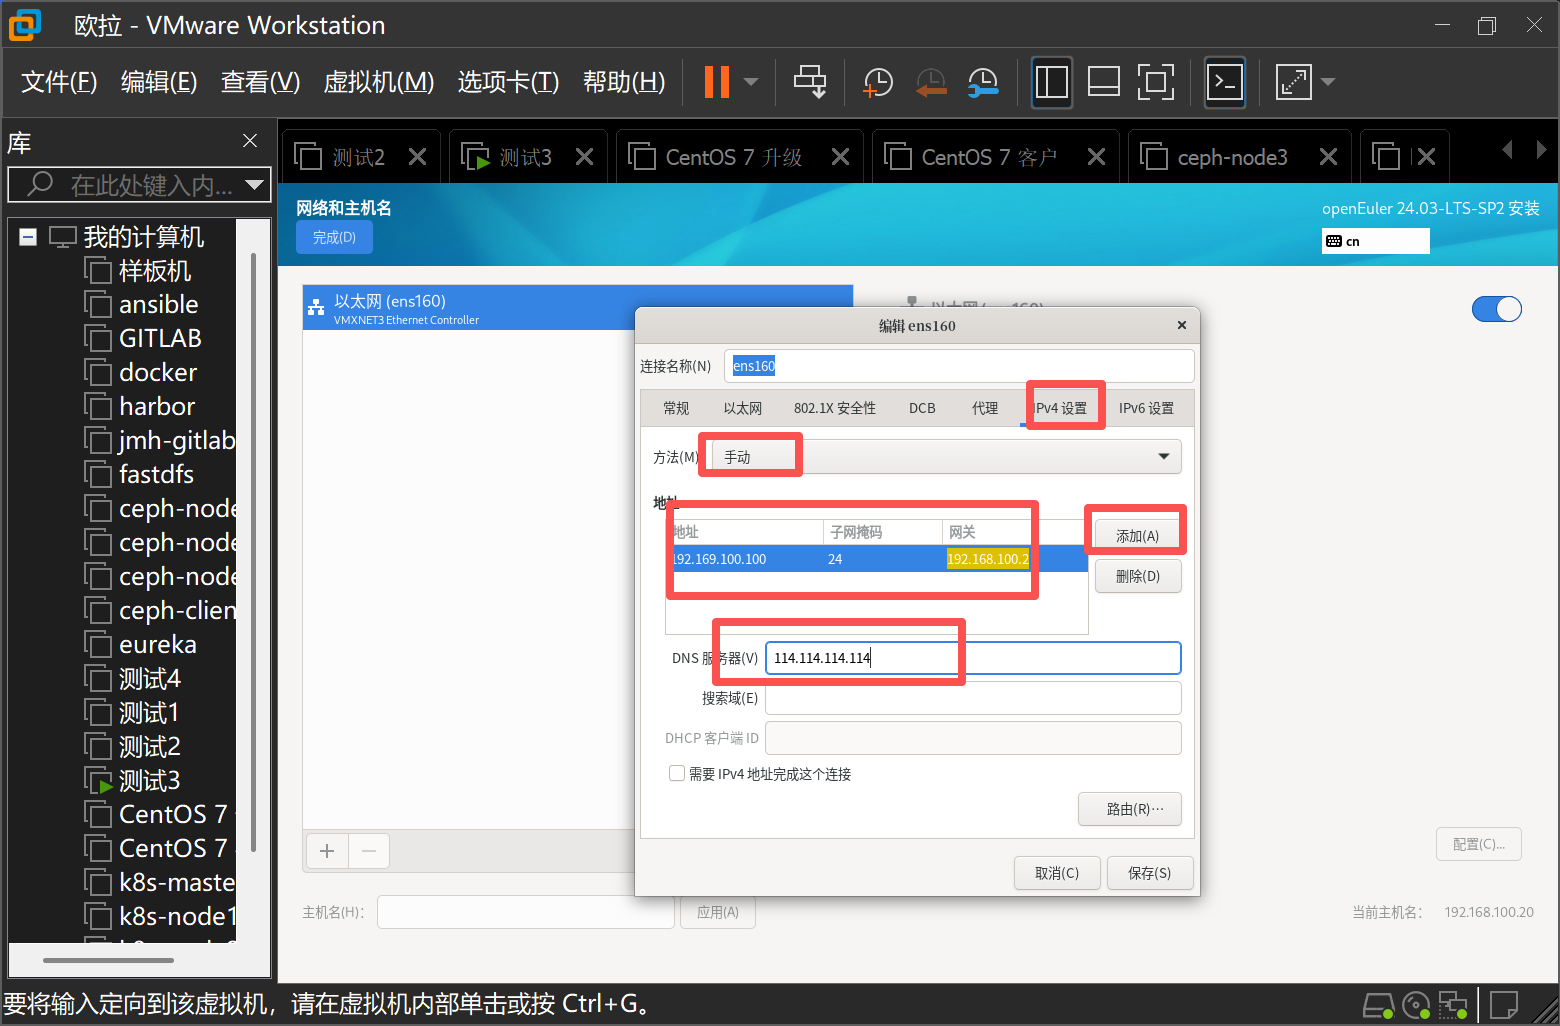 欧拉 - VMware Workstation
文件(F) 编辑(E) 查看(V) 虚拟机(M) 选项卡(T) 帮助(H)
库
在此处键入内...
我的计算机
样板机
ansible
GITLAB
docker
harbor
jmh-gitlab
fastdfs
ceph-node
ceph-node
ceph-node
ceph-clien
eureka
测试4
测试1
测试2
测试3
CentOS 7
CentOS 7
k8s-maste
k8s-node1
测试2
测试3
CentOS 7 升级
CentOS 7 客户
ceph-node3
网络和主机名
完成(D)
openEuler 24.03-LTS-SP2 安装
cn
以太网 (ens160)
VMXNET3 Ethernet Controller
编辑 ens160
连接名称(N) ens160
常规 以太网 802.1X 安全性 DCB 代理 IPv4 设置 IPv6 设置
方法(M) 手动
地址
地址 子网掩码 网关
192.169.100.100 24 192.168.100.2
添加(A)
删除(D)
DNS 服务器(V) 114.114.114.114
搜索域(E)
DHCP 客户端 ID
需要 IPv4 地址完成这个连接
路由(R)…
取消(C) 保存(S)
配置(C)...
主机名(H): 应用(A)
当前主机名: 192.168.100.20
要将输入定向到该虚拟机，请在虚拟机内部单击或按 Ctrl+G。